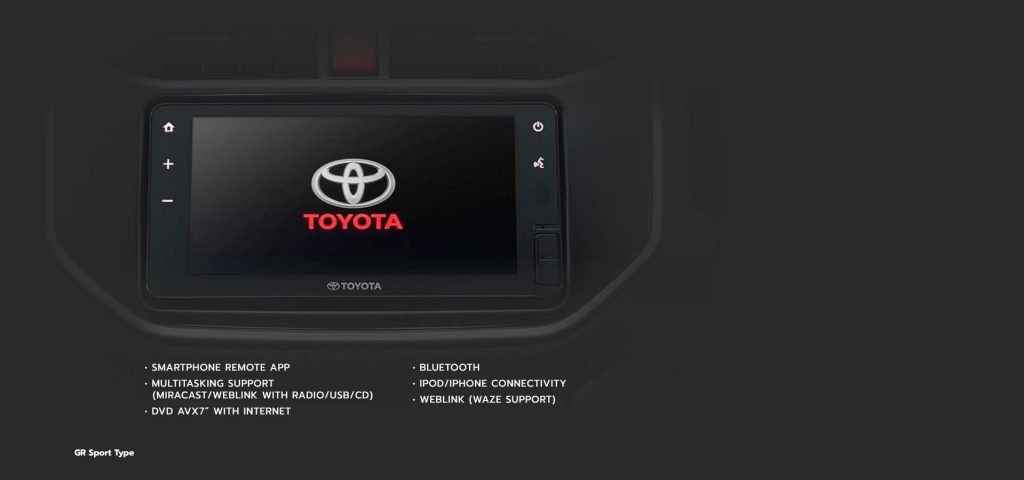 TOYOTA
TOYOTA
· SMARTPHONE REMOTE APP
· MULTITASKING SUPPORT
(MIRACAST/WEBLINK WITH RADIO/USB/CD)
· DVD AVX7” WITH INTERNET
· BLUETOOTH
· IPOD/IPHONE CONNECTIVITY
· WEBLINK (WAZE SUPPORT)
GR Sport Type